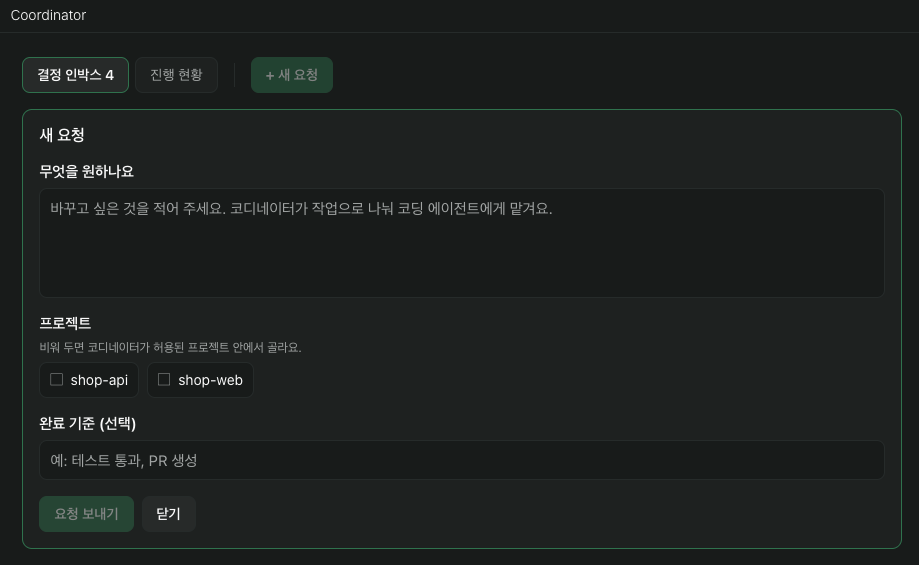 Coordinator
결정 인박스 4
진행 현황
+ 새 요청
새 요청
무엇을 원하나요
바꾸고 싶은 것을 적어 주세요. 코디네이터가 작업으로 나눠 코딩 에이전트에게 맡겨요.
프로젝트
비워 두면 코디네이터가 허용된 프로젝트 안에서 골라요.
shop-api
shop-web
완료 기준 (선택)
예: 테스트 통과, PR 생성
요청 보내기
닫기